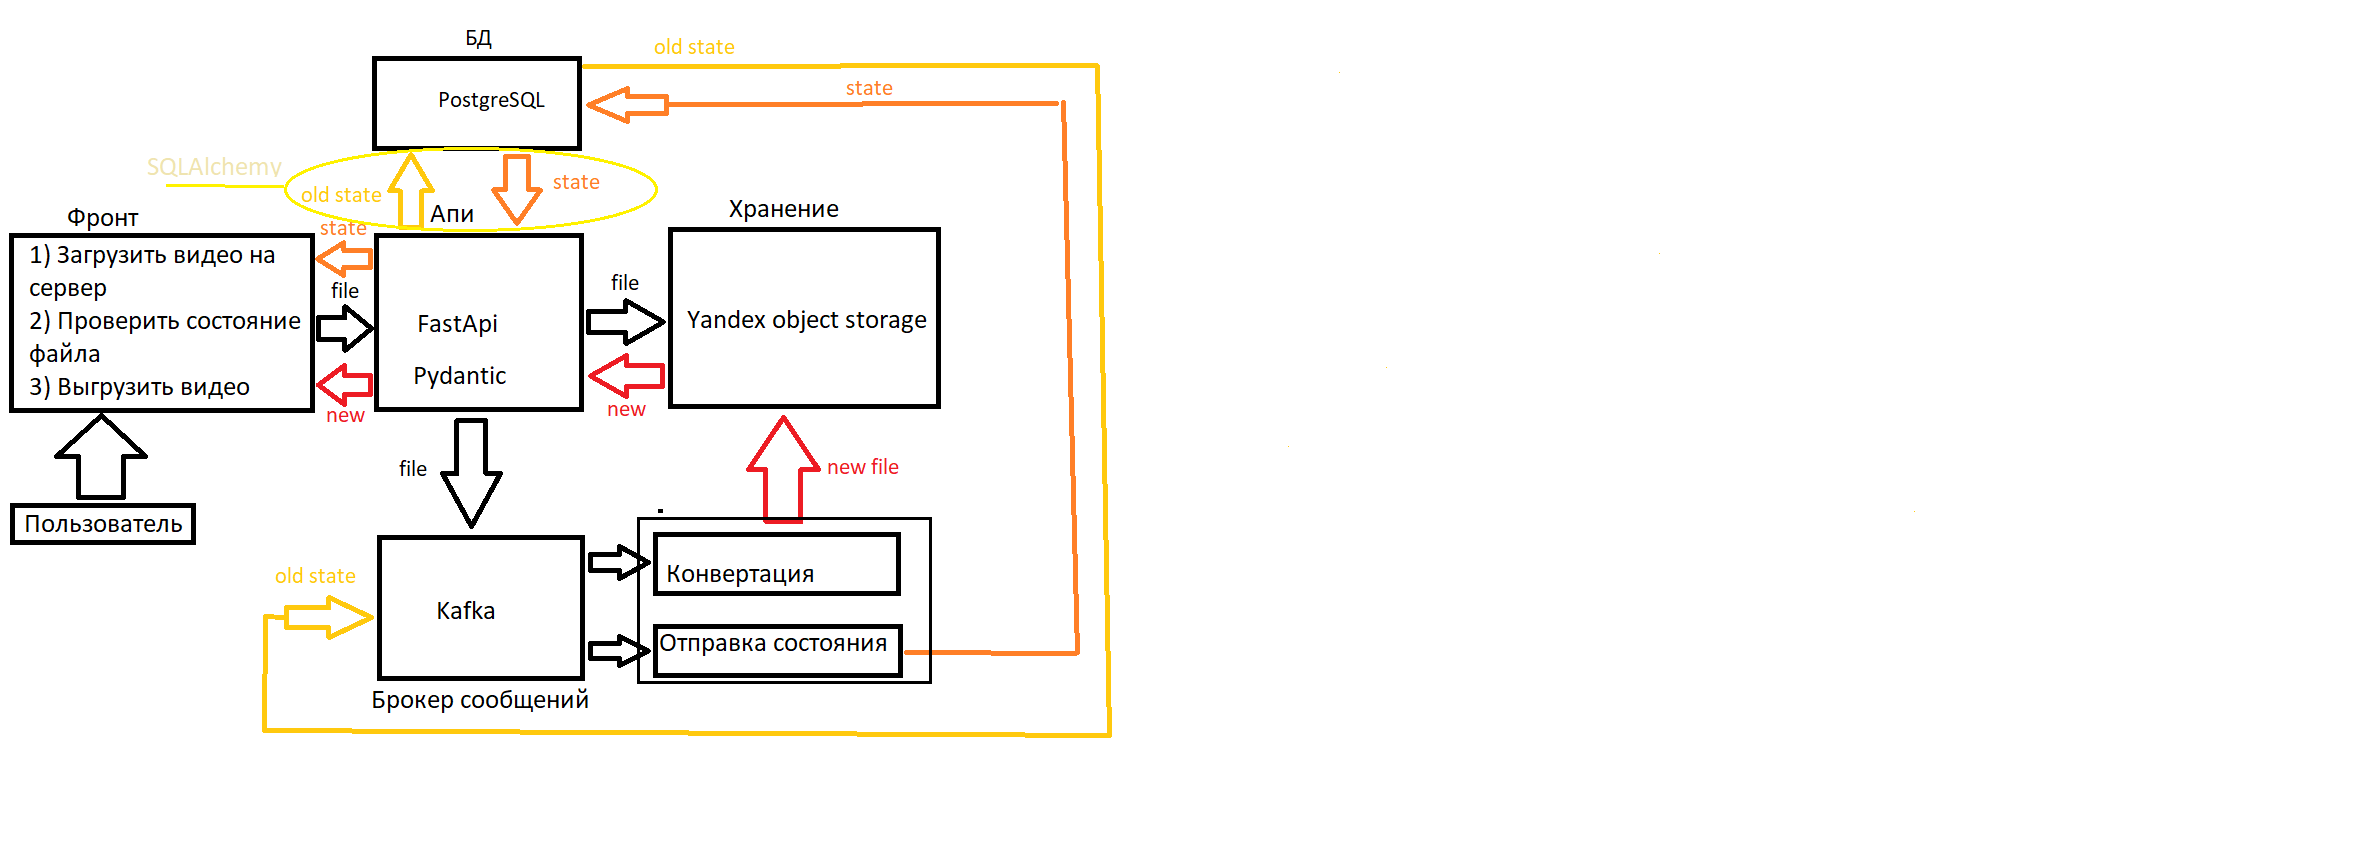 БД
old state
PostgreSQL
state
SQLAlchemy
old state
state
Апи
Фронт
state
Хранение
1) Загрузить видео на
сервер
2) Проверить состояние
файла
3) Выгрузить видео
file
new
FastApi
Pydantic
file
new
Yandex object storage
file
new file
Пользователь
old state
Kafka
Конвертация
Отправка состояния
Брокер сообщений